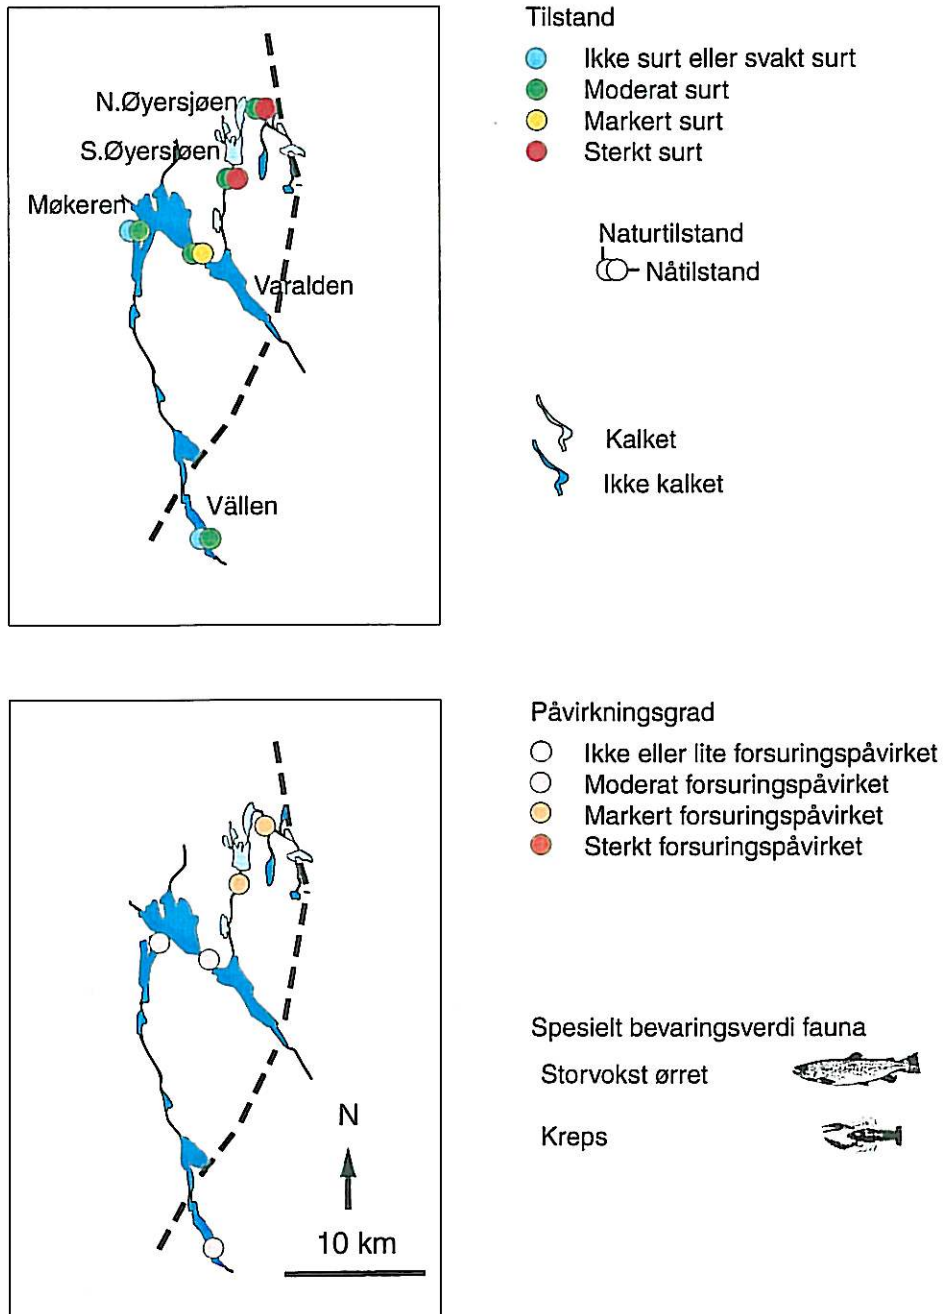 Tilstand
Ikke surt eller svakt surt
Moderat surt
Markert surt
Sterkt surt
Naturtilstand
Nåtilstand
Kalket
Ikke kalket
N.Øyersjøen
S.Øyersjøen
Møkeren
Varalden
Vällen
Påvirkningsgrad
Ikke eller lite forsuringspåvirket
Moderat forsuringspåvirket
Markert forsuringspåvirket
Sterkt forsuringspåvirket
Spesielt bevaringsverdi fauna
Storvokst ørret
Kreps
N
10 km